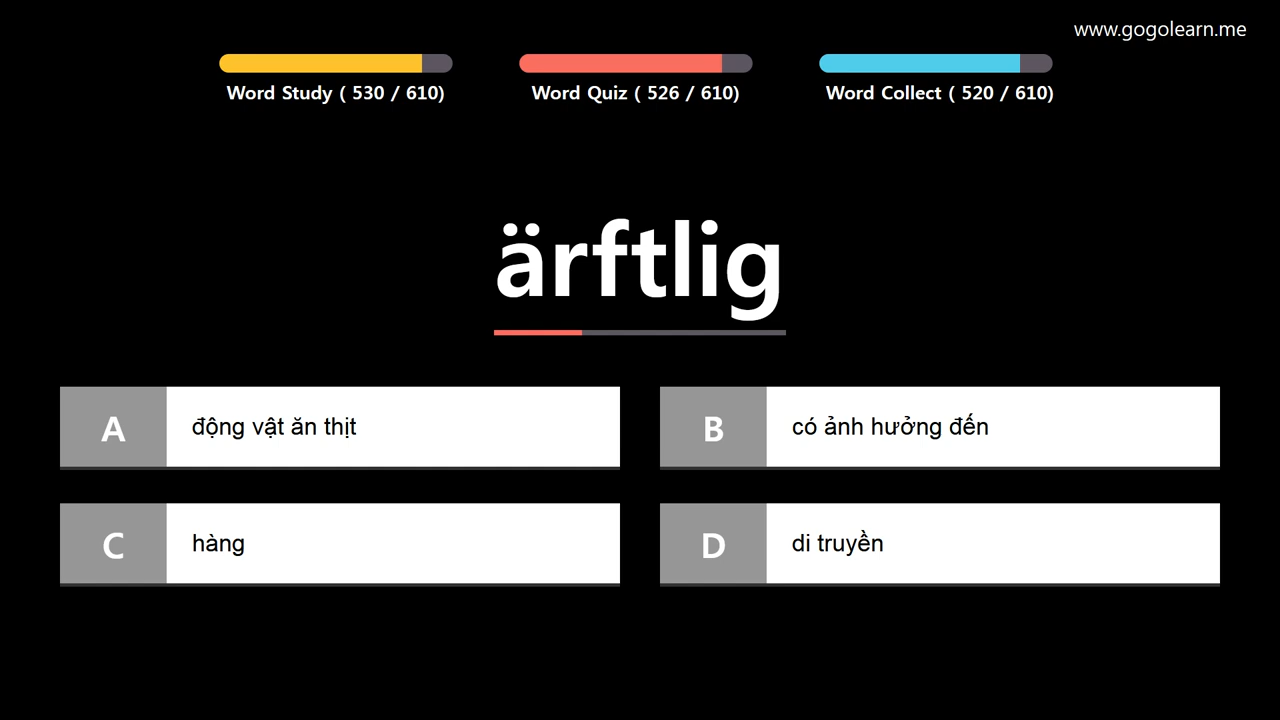 www.gogolearn.me
Word Study ( 530 / 610)
Word Quiz ( 526 / 610)
Word Collect ( 520 / 610)
ärftlig
A động vật ăn thịt
B có ảnh hưởng đến
C hàng
D di truyền